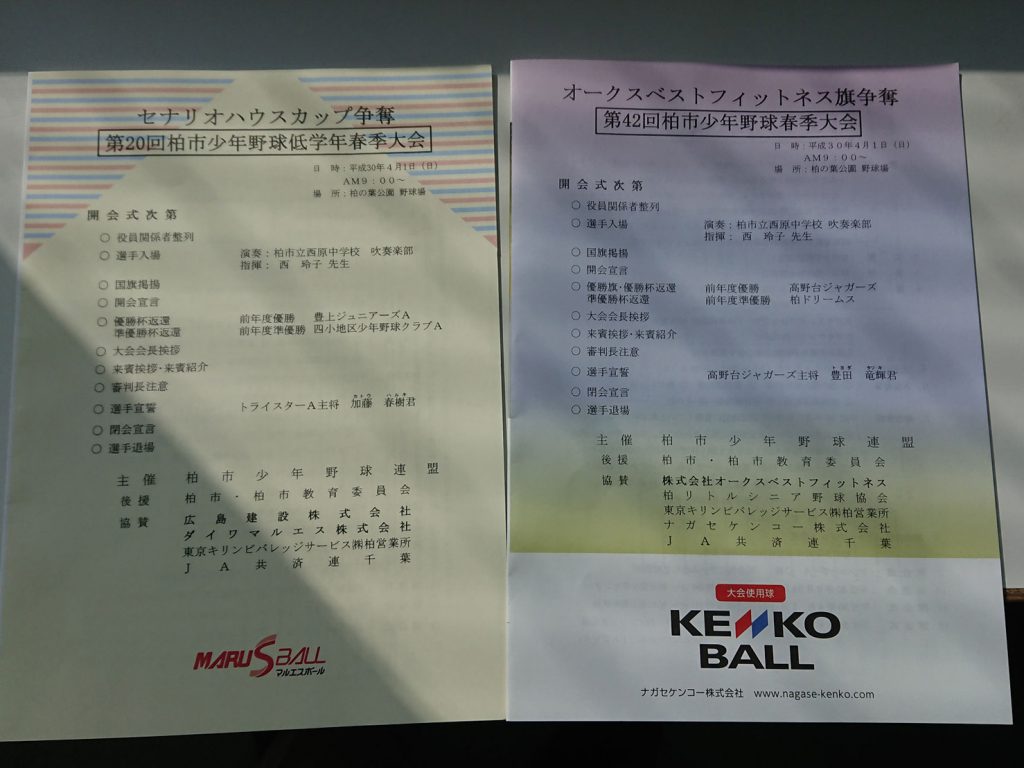 セナリオハウスカップ争奪
第20回柏市少年野球低学年春季大会
日 時：平成30年4月1日（日）
AM9：00～
場 所：柏の葉公園 野球場
開会式次第
○ 役員関係者整列
○ 選手入場 演奏：柏市立西原中学校 吹奏楽部
指揮： 西 玲子 先生
○ 国旗掲揚
○ 開会宣言
○ 優勝杯返還 前年度優勝 豊上ジュニアーズA
準優勝杯返還 前年度準優勝 四小地区少年野球クラブA
○ 大会会長挨拶
○ 来賓挨拶・来賓紹介
○ 審判長注意
カトウ ハルキ
○ 選手宣誓 トライスターA主将 加藤 春樹君
○ 閉会宣言
○ 選手退場
主催 柏市少年野球連盟
後援 柏市・柏市教育委員会
協賛 広島建設株式会社
ダイワマルエス株式会社
東京キリンビバレッジサービス㈱柏営業所
JA共済連千葉
MARU S BALL
マルエスボール
オークスベストフィットネス旗争奪
第42回柏市少年野球春季大会
日 時：平成30年4月1日（日）
AM9：00～
場 所：柏の葉公園 野球場
開会式次第
○ 役員関係者整列
○ 選手入場 演奏：柏市立西原中学校 吹奏楽部
指揮： 西 玲子 先生
○ 国旗掲揚
○ 開会宣言
○ 優勝旗・優勝杯返還 前年度優勝 高野台ジャガーズ
準優勝杯返還 前年度準優勝 柏ドリームス
○ 大会会長挨拶
○ 来賓挨拶・来賓紹介
○ 審判長注意
トヨダ
○ 選手宣誓 高野台ジャガーズ主将 豊田 竜輝君
○ 閉会宣言
○ 選手退場
主催 柏市少年野球連盟
後援 柏市・柏市教育委員会
協賛 株式会社オークスベストフィットネス
柏リトルシニア野球協会
東京キリンビバレッジサービス㈱柏営業所
ナガセケンコー株式会社
JA共済連千葉
大会使用球
KENKO
BALL
ナガセケンコー株式会社 www.nagase-kenko.com